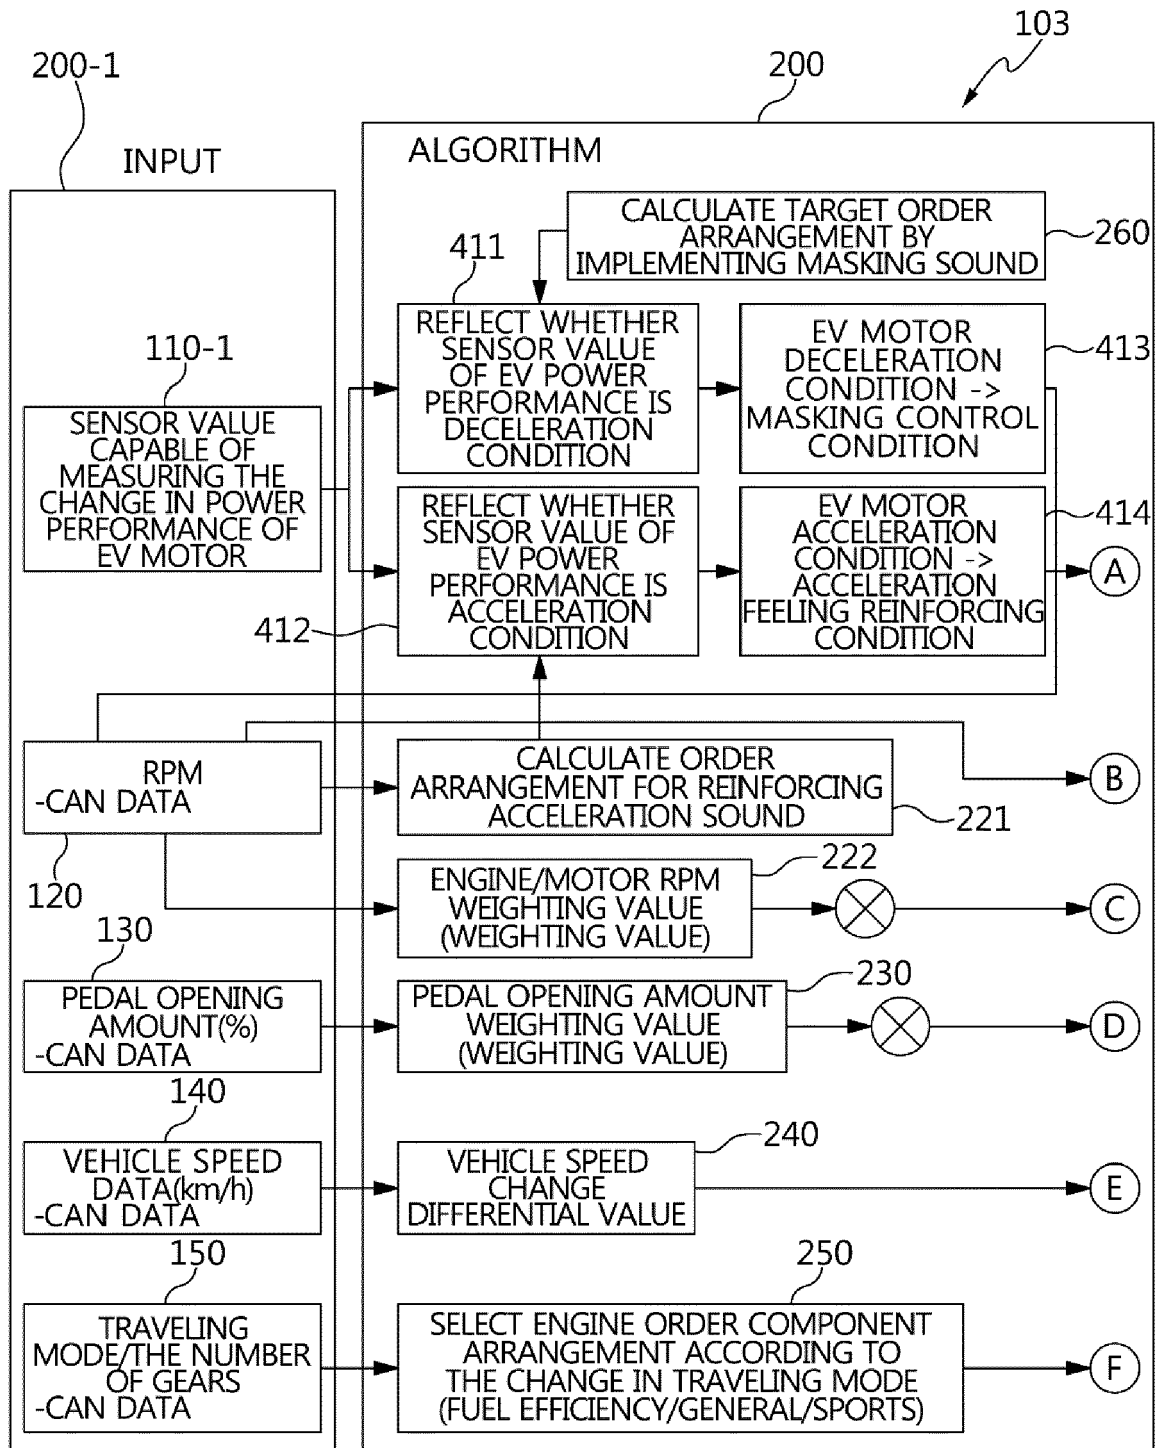 103
200-1
200
INPUT
ALGORITHM
CALCULATE TARGET ORDER
ARRANGEMENT BY
IMPLEMENTING MASKING SOUND
260
411
REFLECT WHETHER
SENSOR VALUE
OF EV POWER
PERFORMANCE IS
DECELERATION
CONDITION
EV MOTOR
DECELERATION
CONDITION ->
MASKING CONTROL
CONDITION
413
110-1
SENSOR VALUE
CAPABLE OF
MEASURING THE
CHANGE IN POWER
PERFORMANCE OF
EV MOTOR
REFLECT WHETHER
SENSOR VALUE OF
EV POWER
PERFORMANCE IS
ACCELERATION
CONDITION
412
EV MOTOR
ACCELERATION
CONDITION ->
ACCELERATION
FEELING REINFORCING
CONDITION
414
A
RPM
-CAN DATA
120
CALCULATE ORDER
ARRANGEMENT FOR REINFORCING
ACCELERATION SOUND
221
B
222
ENGINE/MOTOR RPM
WEIGHTING VALUE
(WEIGHTING VALUE)
C
130
PEDAL OPENING
AMOUNT(%)
-CAN DATA
230
PEDAL OPENING AMOUNT
WEIGHTING VALUE
(WEIGHTING VALUE)
D
140
VEHICLE SPEED
DATA(km/h)
-CAN DATA
240
VEHICLE SPEED
CHANGE
DIFFERENTIAL VALUE
E
150
TRAVELING
MODE/THE NUMBER
OF GEARS
-CAN DATA
250
SELECT ENGINE ORDER COMPONENT
ARRANGEMENT ACCORDING TO
THE CHANGE IN TRAVELING MODE
(FUEL EFFICIENCY/GENERAL/SPORTS)
F